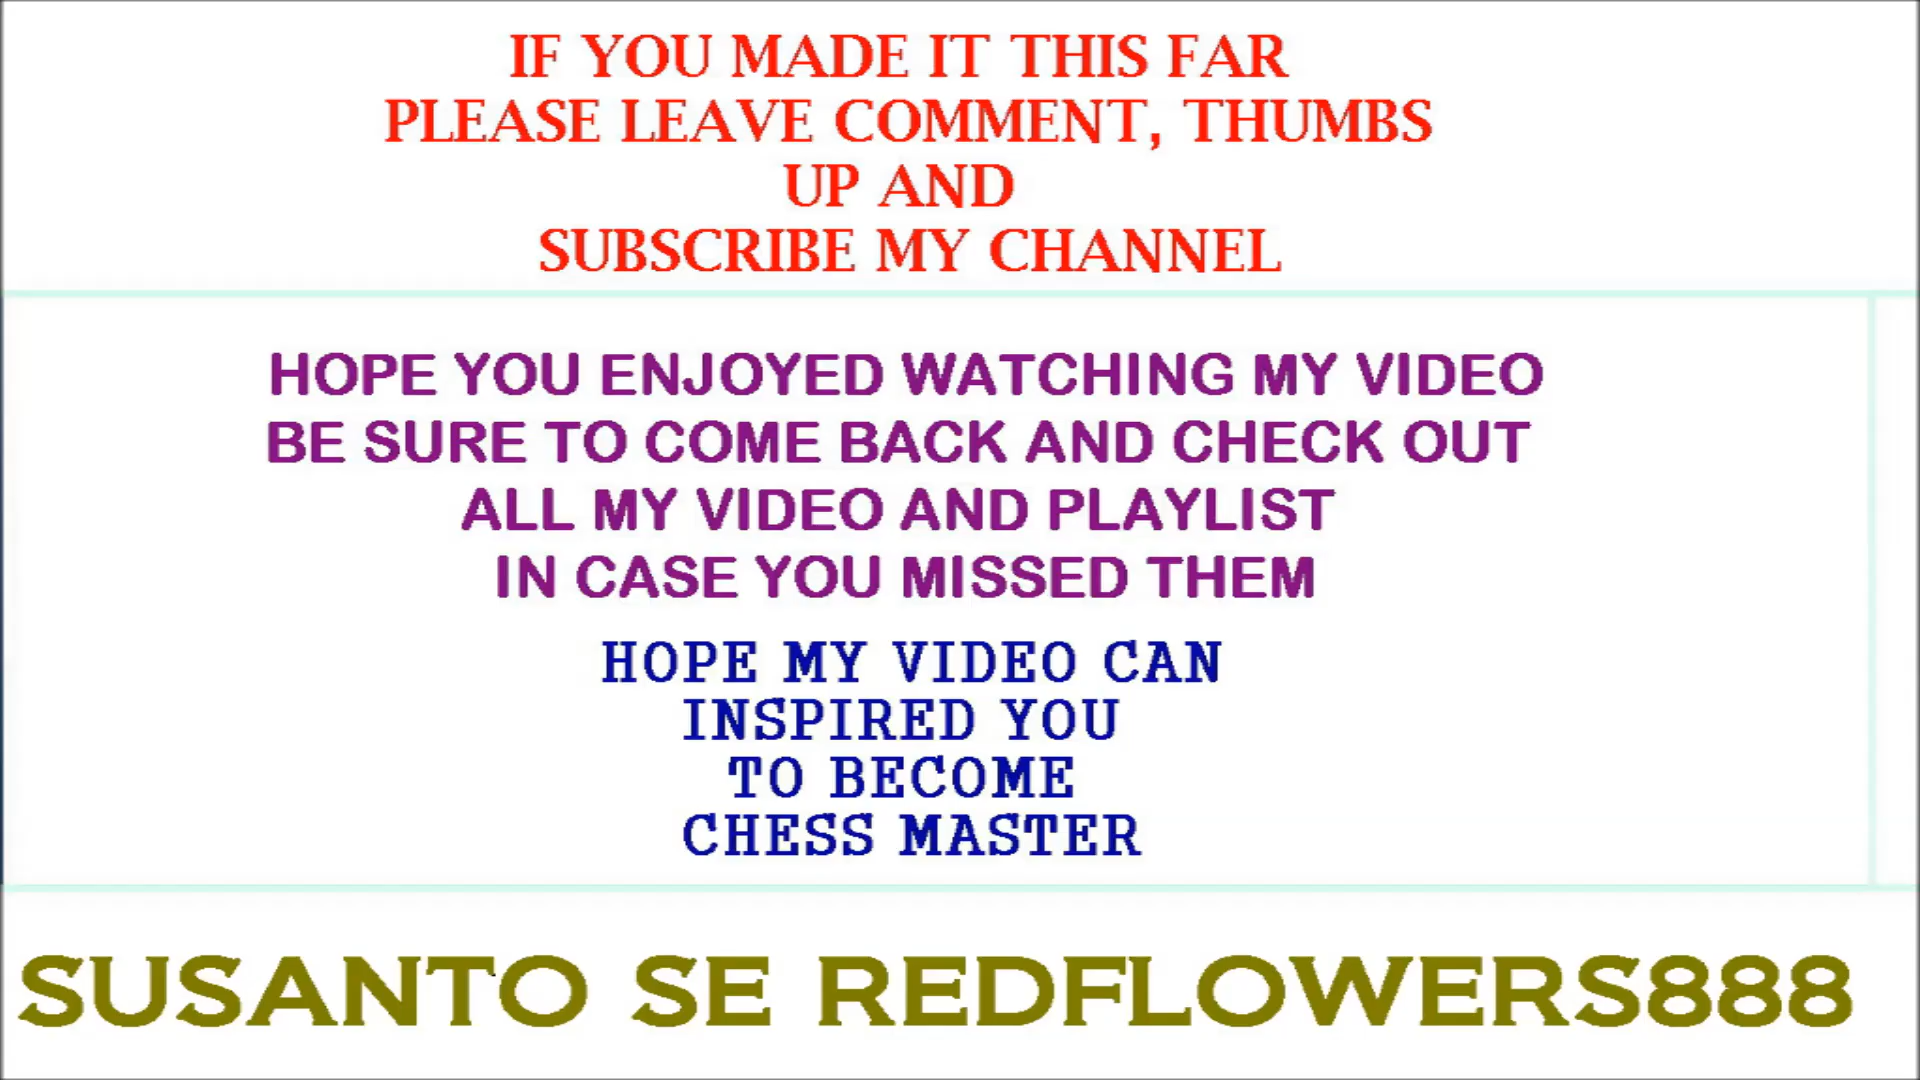 IF YOU MADE IT THIS FAR
PLEASE LEAVE COMMENT, THUMBS
UP AND
SUBSCRIBE MY CHANNEL
HOPE YOU ENJOYED WATCHING MY VIDEO
BE SURE TO COME BACK AND CHECK OUT
ALL MY VIDEO AND PLAYLIST
IN CASE YOU MISSED THEM
HOPE MY VIDEO CAN
INSPIRED YOU
TO BECOME
CHESS MASTER
SUSANTO SE REDFLOWERS888